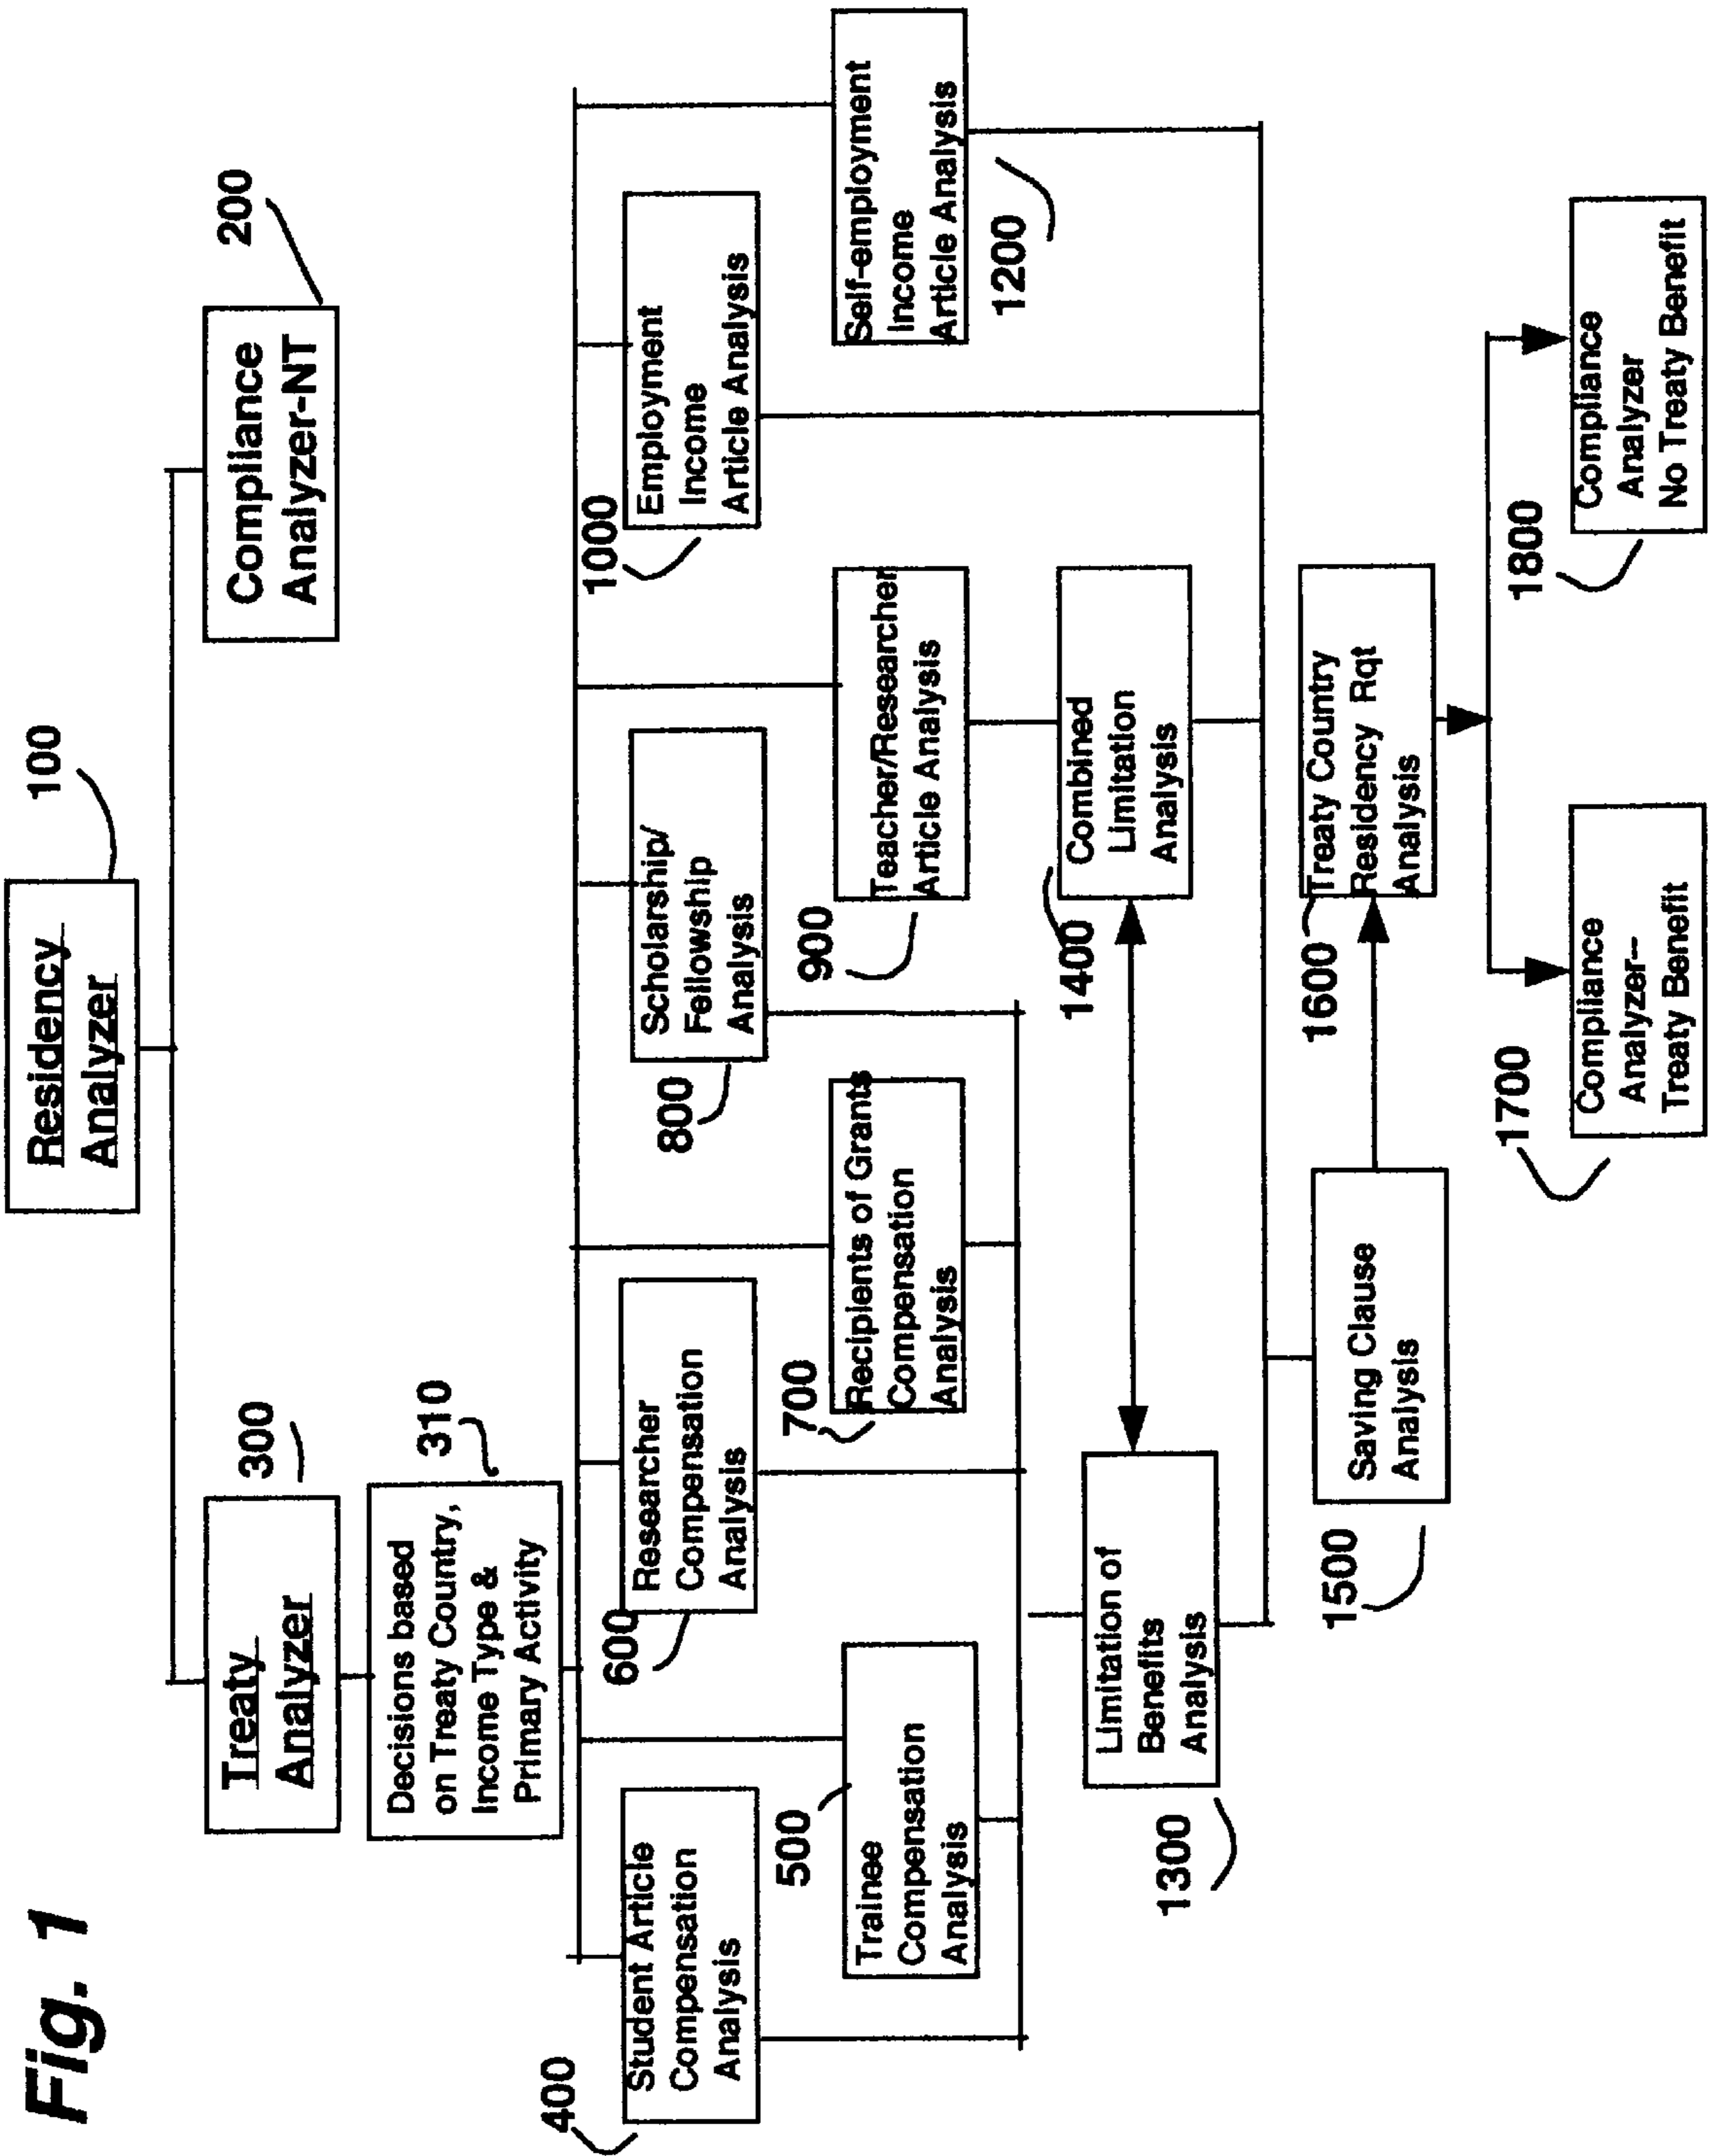 Fig. 1
100
Residency
Analyzer
200
Compliance
Analyzer-NT
300
Treaty
Analyzer
310
Decisions based
on Treaty Country,
Income Type &
Primary Activity
400
Student Article
Compensation
Analysis
500
Trainee
Compensation
Analysis
600
Researcher
Compensation
Analysis
700
Recipients of Grants
Compensation
Analysis
800
Scholarship/
Fellowship
Analysis
900
Teacher/Researcher
Article Analysis
1000
Employment
Income
Article Analysis
1200
Self-employment
Income
Article Analysis
1300
Limitation of
Benefits
Analysis
1400
Combined
Limitation
Analysis
1500
Saving Clause
Analysis
1600
Treaty Country
Residency Rqt
Analysis
1700
Compliance
Analyzer--
Treaty Benefit
1800
Compliance
Analyzer
No Treaty Benefit